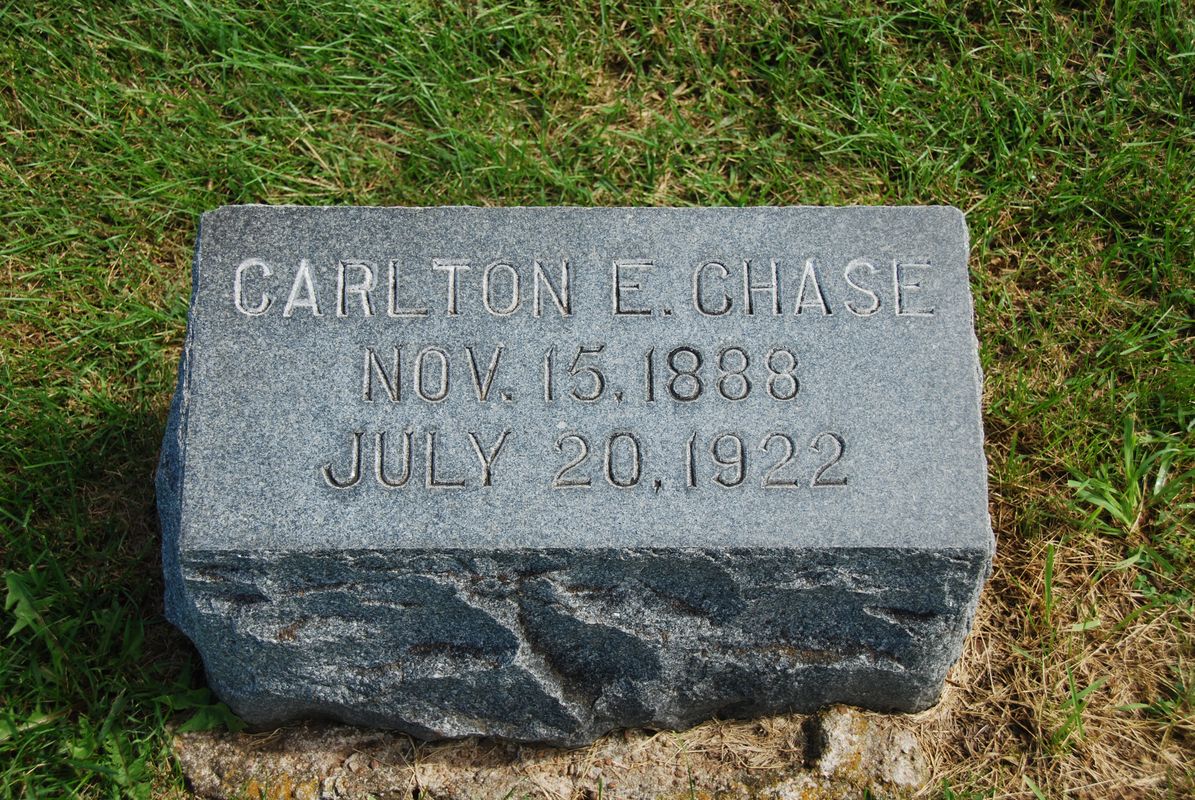 CARLTON E. CHASE
NOV. 15. 1888
JULY 20, 1922